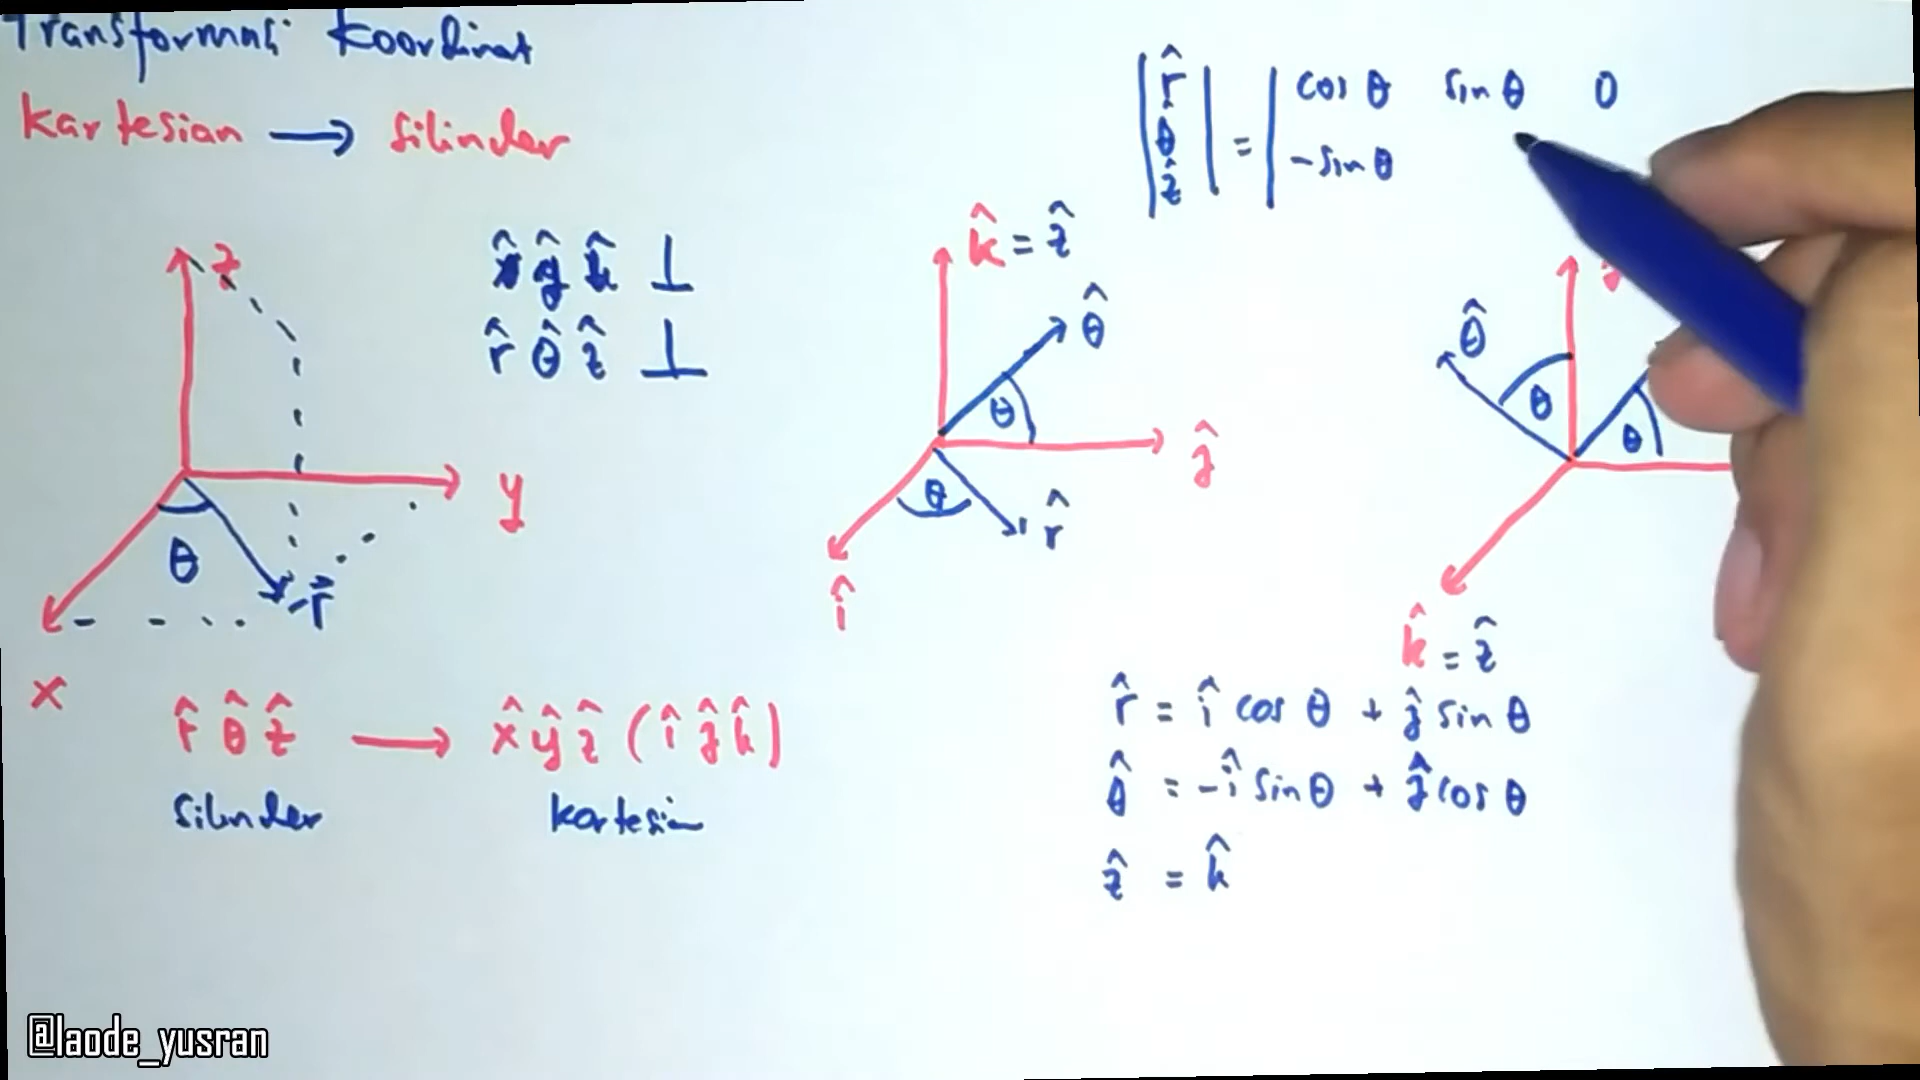 Transformasi Koordinat
kartesian → silinder
r̂ θ̂ ẑ = cos θ sin θ 0
-sin θ
z
x̂ ŷ k̂ ⊥
r̂ θ̂ ẑ ⊥
k̂ = ẑ
θ̂
θ
ĵ
θ
r̂
î
y
θ
r⃗
x
θ̂
θ
θ
k̂ = ẑ
r̂ θ̂ ẑ → x̂ ŷ ẑ (î ĵ k̂)
silinder kartesian
r̂ = î cos θ + ĵ sin θ
θ̂ = -î sin θ + ĵ cos θ
ẑ = k̂
@laode_yusran